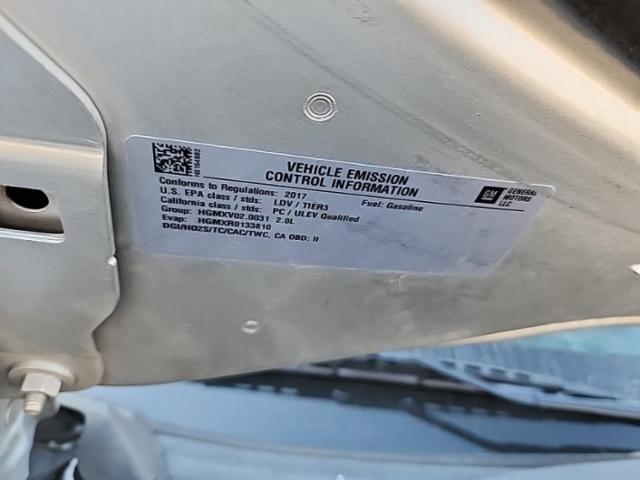 VEHICLE EMISSION
CONTROL INFORMATION
Conforms to Regulations: 2017 Fuel: Gasoline
U.S. EPA class / stds: LDV / TIER3
California class / stds: PC / ULEV Qualified
Group: HGMXV02.0031 2.0L
Evap: HGMXR0133810
DGI/HO2S/TC/CAC/TWC, CA OBD: II
GM GENERAL
MOTORS
LLC